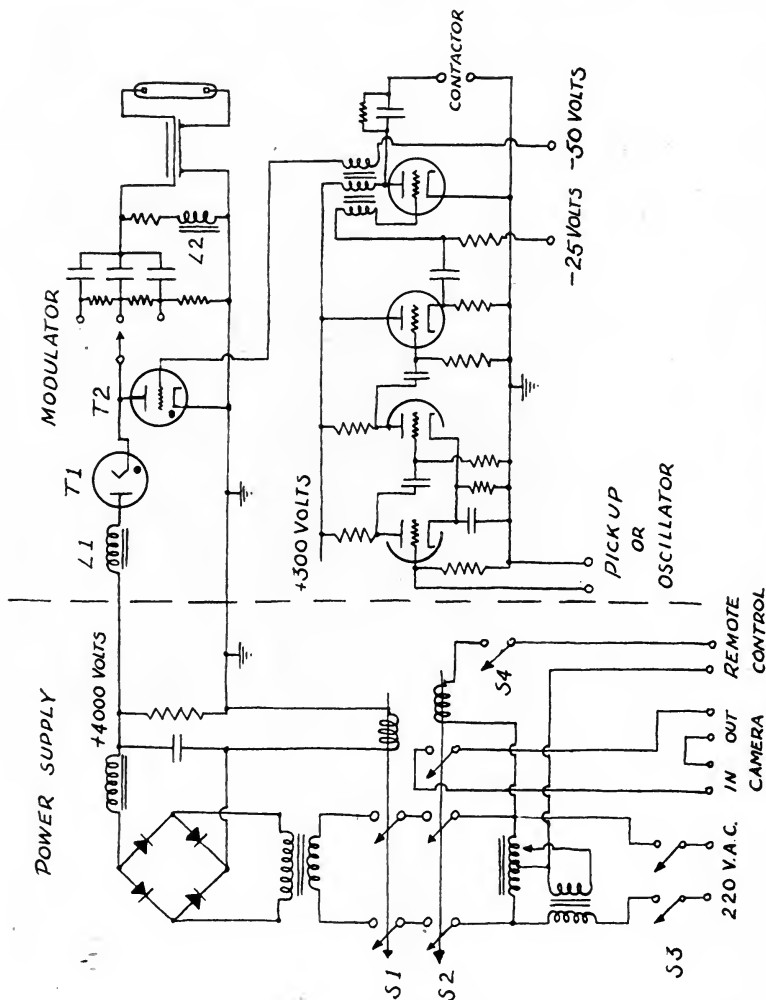 POWER SUPPLY
MODULATOR
+4000 VOLTS
L1
T1
T2
L2
+300 VOLTS
CONTACTOR
-25 VOLTS
-50 VOLTS
PICK UP
OR
OSCILLATOR
S1
S2
S3
S4
220 V.A.C.
IN OUT
CAMERA
REMOTE
CONTROL